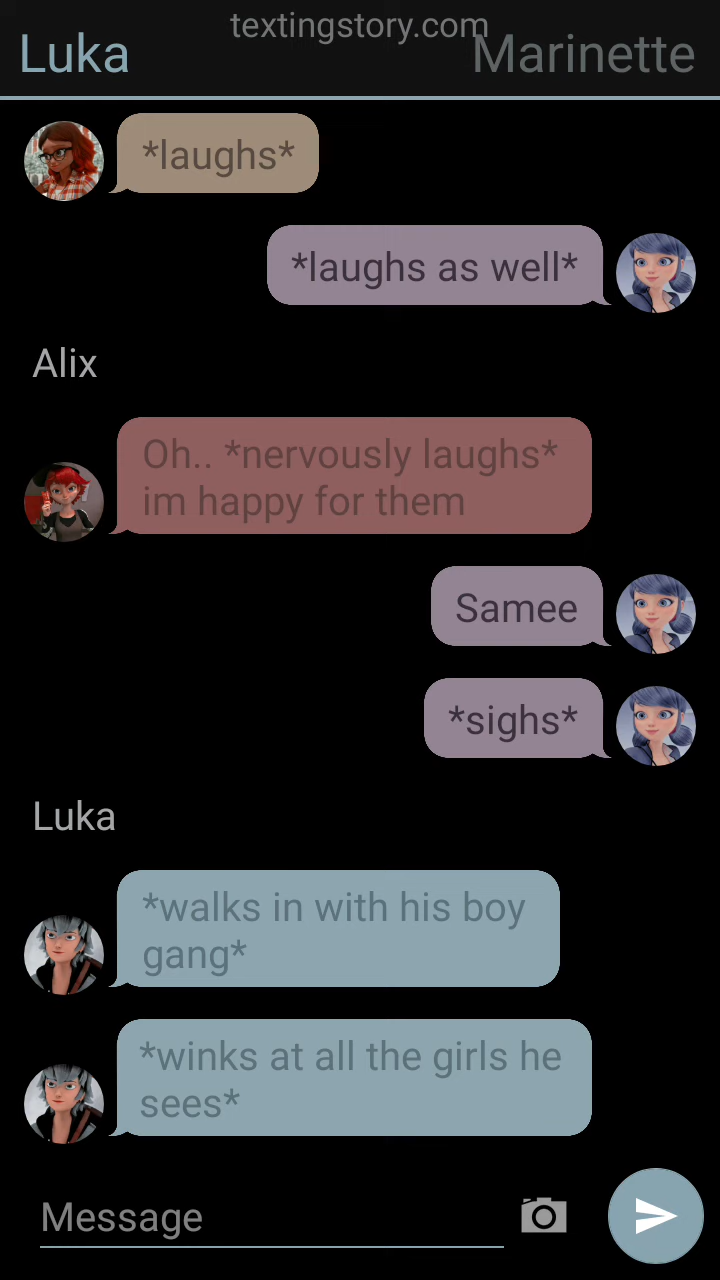 textingstory.com
Luka
Marinette
*laughs*
*laughs as well*
Alix
Oh.. *nervously laughs*
im happy for them
Samee
*sighs*
Luka
*walks in with his boy
gang*
*winks at all the girls he
sees*
Message